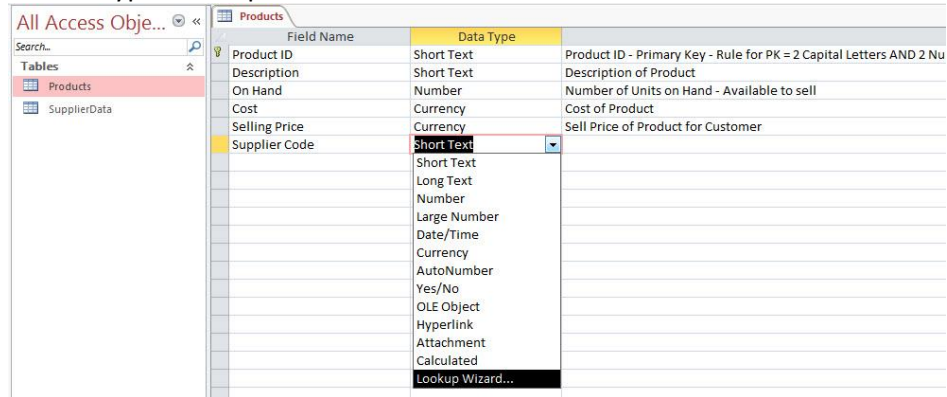 All Access Obje... «
Search...
Tables
Products
SupplierData
Products
Field Name Data Type
Product ID Short Text Product ID - Primary Key - Rule for PK = 2 Capital Letters AND 2 Nu
Description Short Text Description of Product
On Hand Number Number of Units on Hand - Available to sell
Cost Currency Cost of Product
Selling Price Currency Sell Price of Product for Customer
Supplier Code Short Text
Short Text
Long Text
Number
Large Number
Date/Time
Currency
AutoNumber
Yes/No
OLE Object
Hyperlink
Attachment
Calculated
Lookup Wizard...